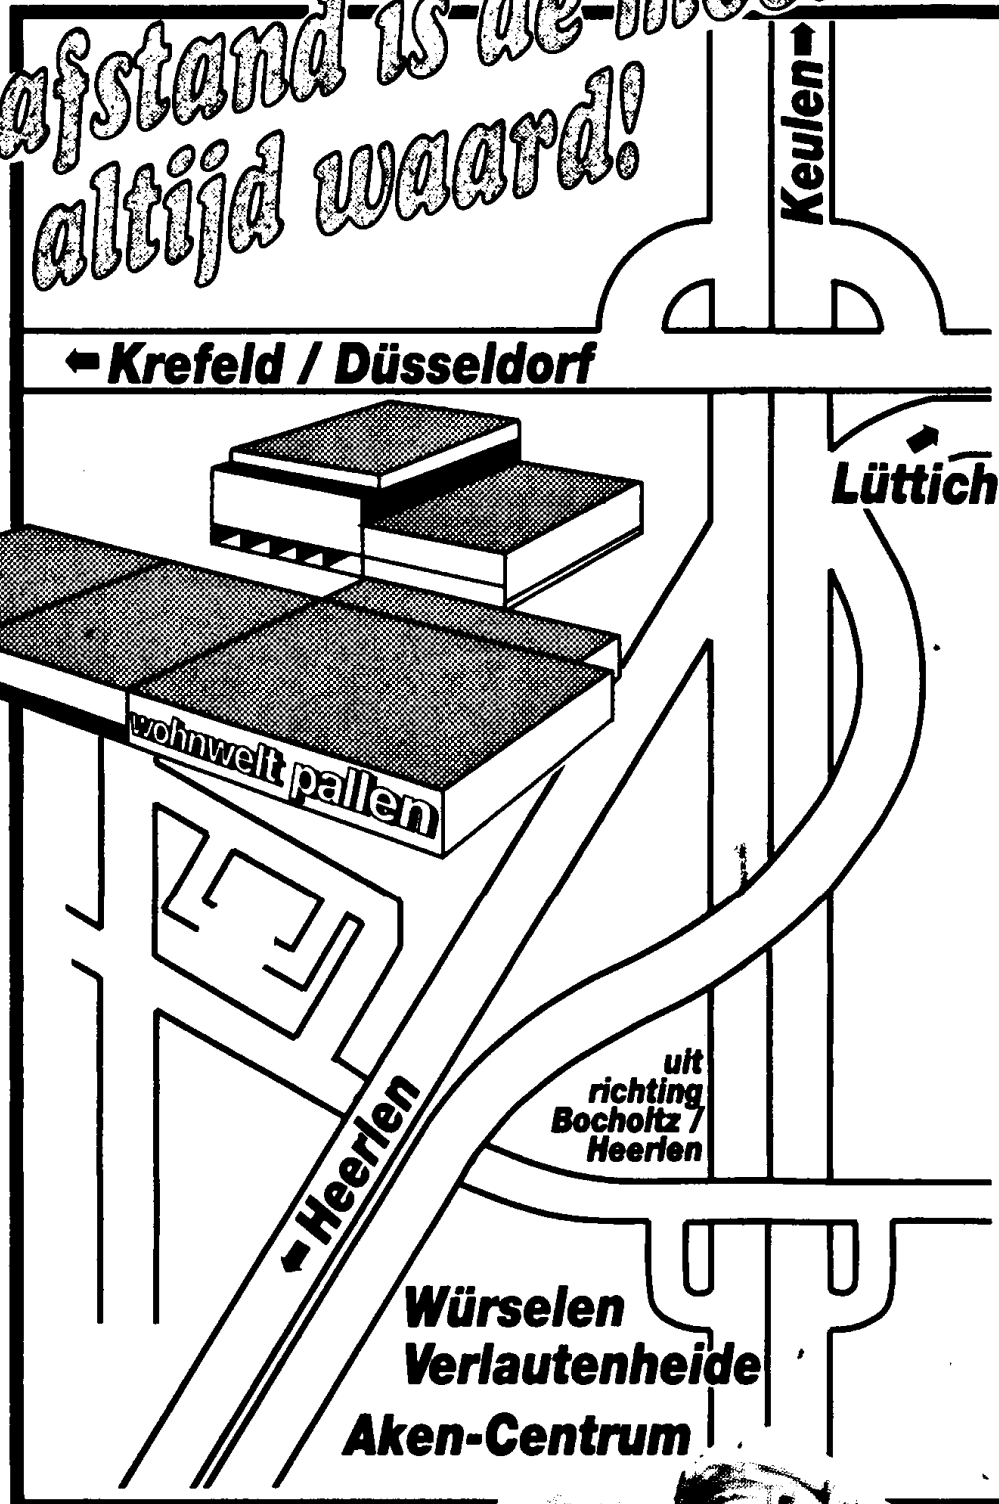 afstand is de
altijd waard!
Keulen
Krefeld / Düsseldorf
Lüttich
wohnwelt pallen
uit
richting
Bocholtz /
Heerlen
Heerlen
Würselen
Verlautenheide
Aken-Centrum